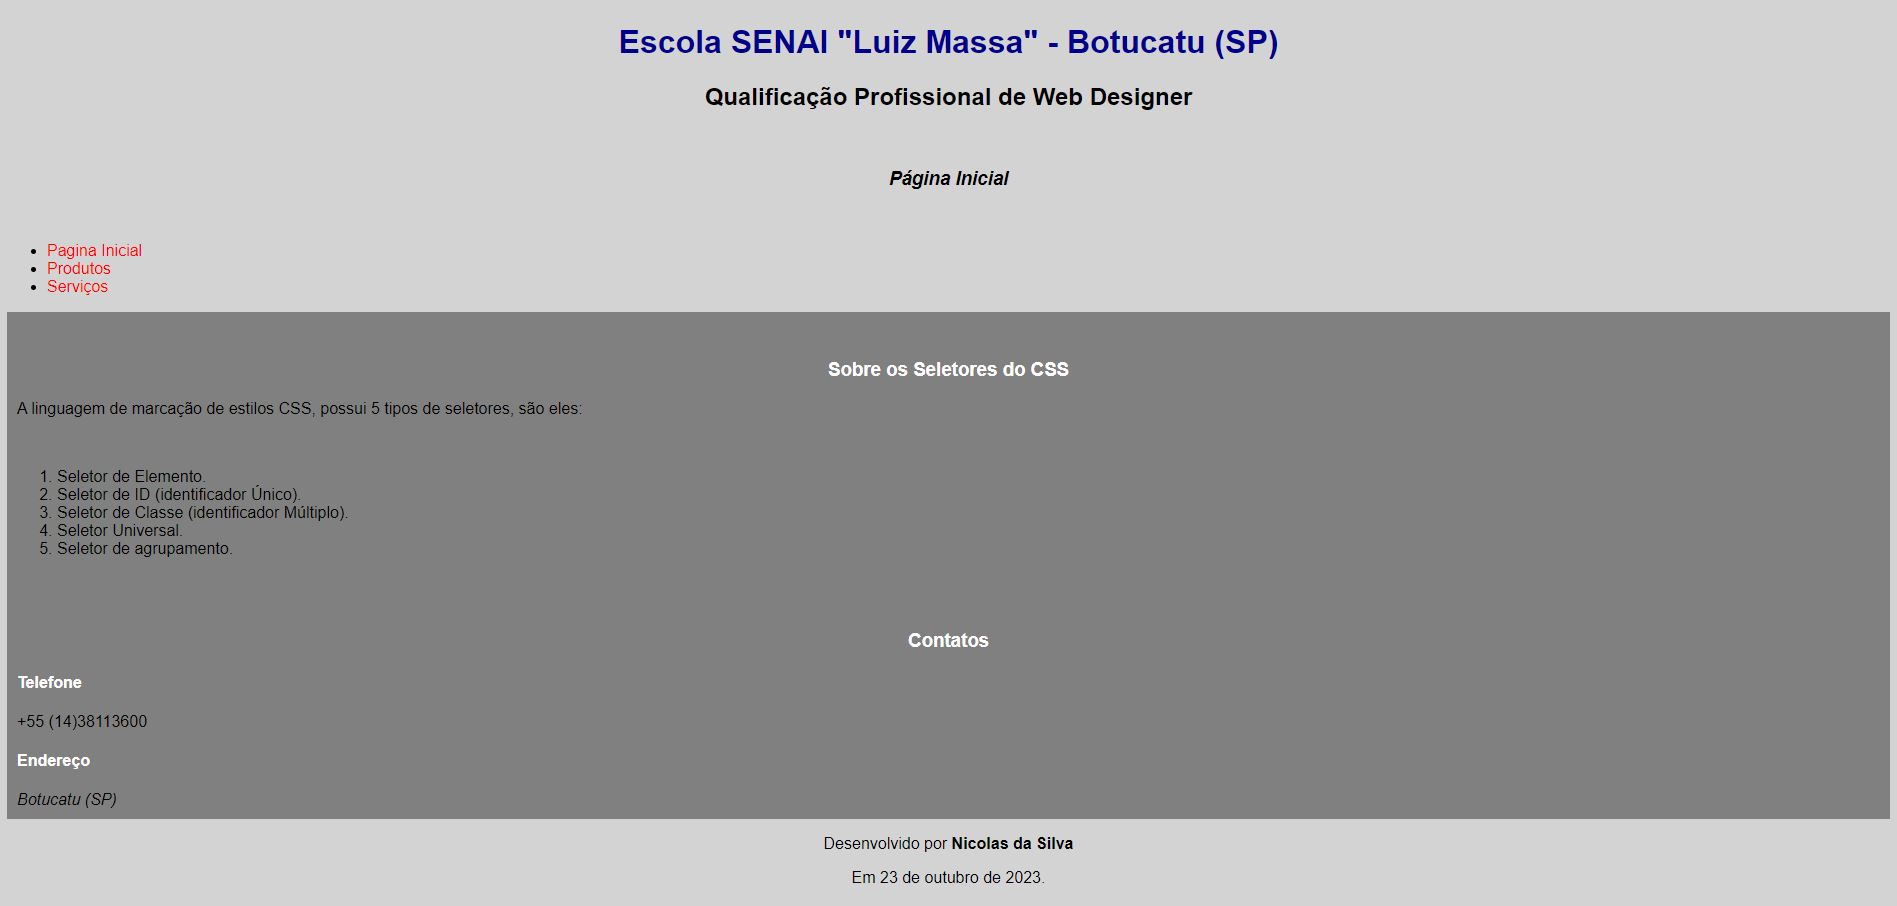 Escola SENAI "Luiz Massa" - Botucatu (SP)
Qualificação Profissional de Web Designer
Página Inicial
Pagina Inicial
Produtos
Serviços
Sobre os Seletores do CSS
A linguagem de marcação de estilos CSS, possui 5 tipos de seletores, são eles:
1. Seletor de Elemento.
2. Seletor de ID (identificador Único).
3. Seletor de Classe (identificador Múltiplo).
4. Seletor Universal.
5. Seletor de agrupamento.
Contatos
Telefone
+55 (14)38113600
Endereço
Botucatu (SP)
Desenvolvido por Nicolas da Silva
Em 23 de outubro de 2023.